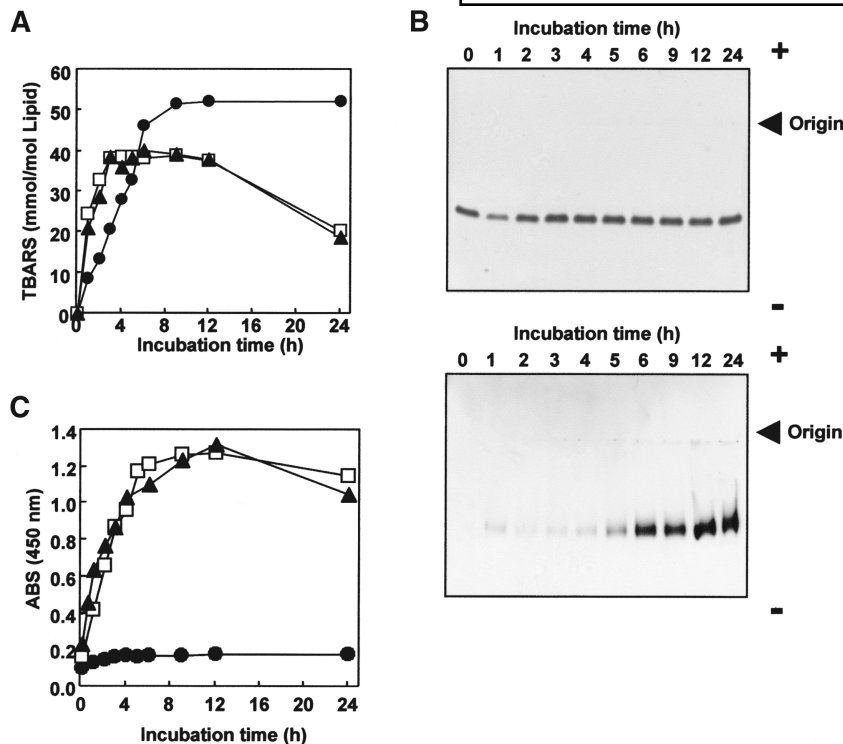 A
TBARS (mmol/mol Lipid)
60
50
40
30
20
10
0
0 4 8 12 16 20 24
Incubation time (h)
B
Incubation time (h)
0 1 2 3 4 5 6 9 12 24
+
Origin
-
Incubation time (h)
0 1 2 3 4 5 6 9 12 24
+
Origin
-
C
ABS (450 nm)
1.4
1.2
1.0
0.8
0.6
0.4
0.2
0.0
0 4 8 12 16 20 24
Incubation time (h)